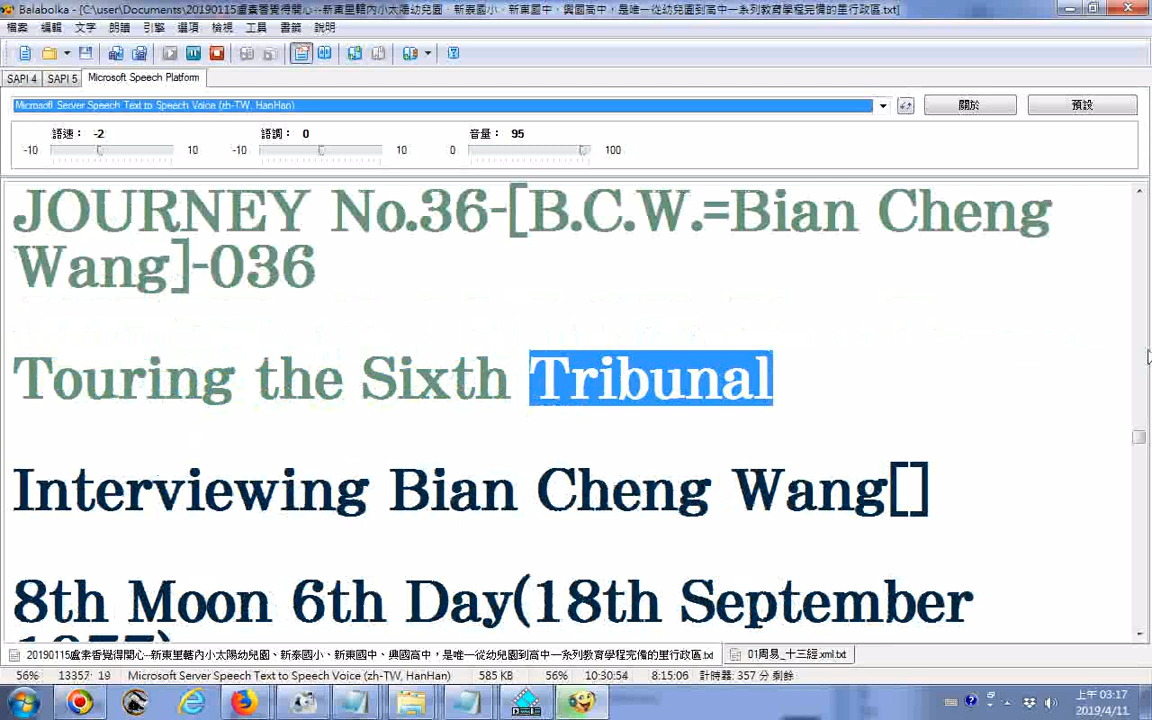 Balabolka - [C:\user\Documents\20190115盧素香覺得開心--新東里轄內小太陽幼兒園、新泰國小、新東國中、興國高中，是唯一從幼兒園到高中一系列教育學程完備的里行政區.txt]
檔案 編輯 文字 朗讀 引擎 選項 檢視 工具 書籤 說明
SAPI 4 SAPI 5 Microsoft Speech Platform
Microsoft Server Speech Text to Speech Voice (zh-TW, HanHan) 關於 預設
語速： -2 語調： 0 音量： 95
-10 10 -10 10 0 100
JOURNEY No.36-[B.C.W.=Bian Cheng
Wang]-036
Touring the Sixth Tribunal
Interviewing Bian Cheng Wang[]
8th Moon 6th Day(18th September
1977)
20190115盧素香覺得開心--新東里轄內小太陽幼兒園、新泰國小、新東國中、興國高中，是唯一從幼兒園到高中一系列教育學程完備的里行政區.txt 01周易_十三經.xml.txt
56% 13357: 19 Microsoft Server Speech Text to Speech Voice (zh-TW, HanHan) 585 KB 56% 10:30:54 8:15:06 計時器: 357 分 剩餘
上午 03:17
2019/4/11